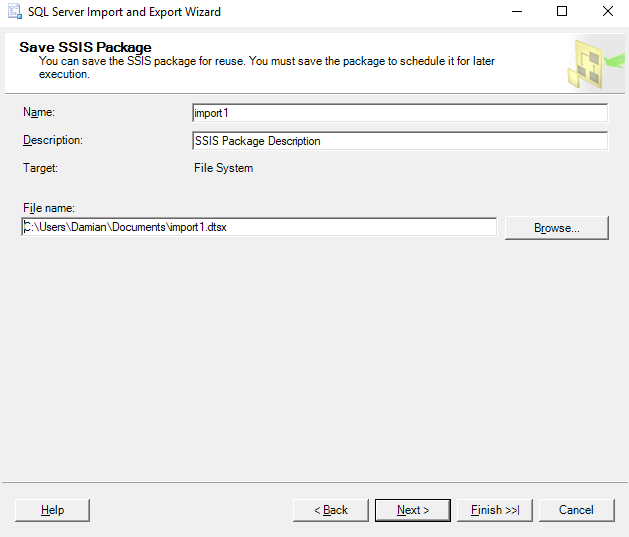 SQL Server Import and Export Wizard
Save SSIS Package
You can save the SSIS package for reuse. You must save the package to schedule it for later
execution.
Name: import1
Description: SSIS Package Description
Target: File System
File name:
C:\Users\Damian\Documents\import1.dtsx Browse...
Help < Back Next > Finish >>| Cancel